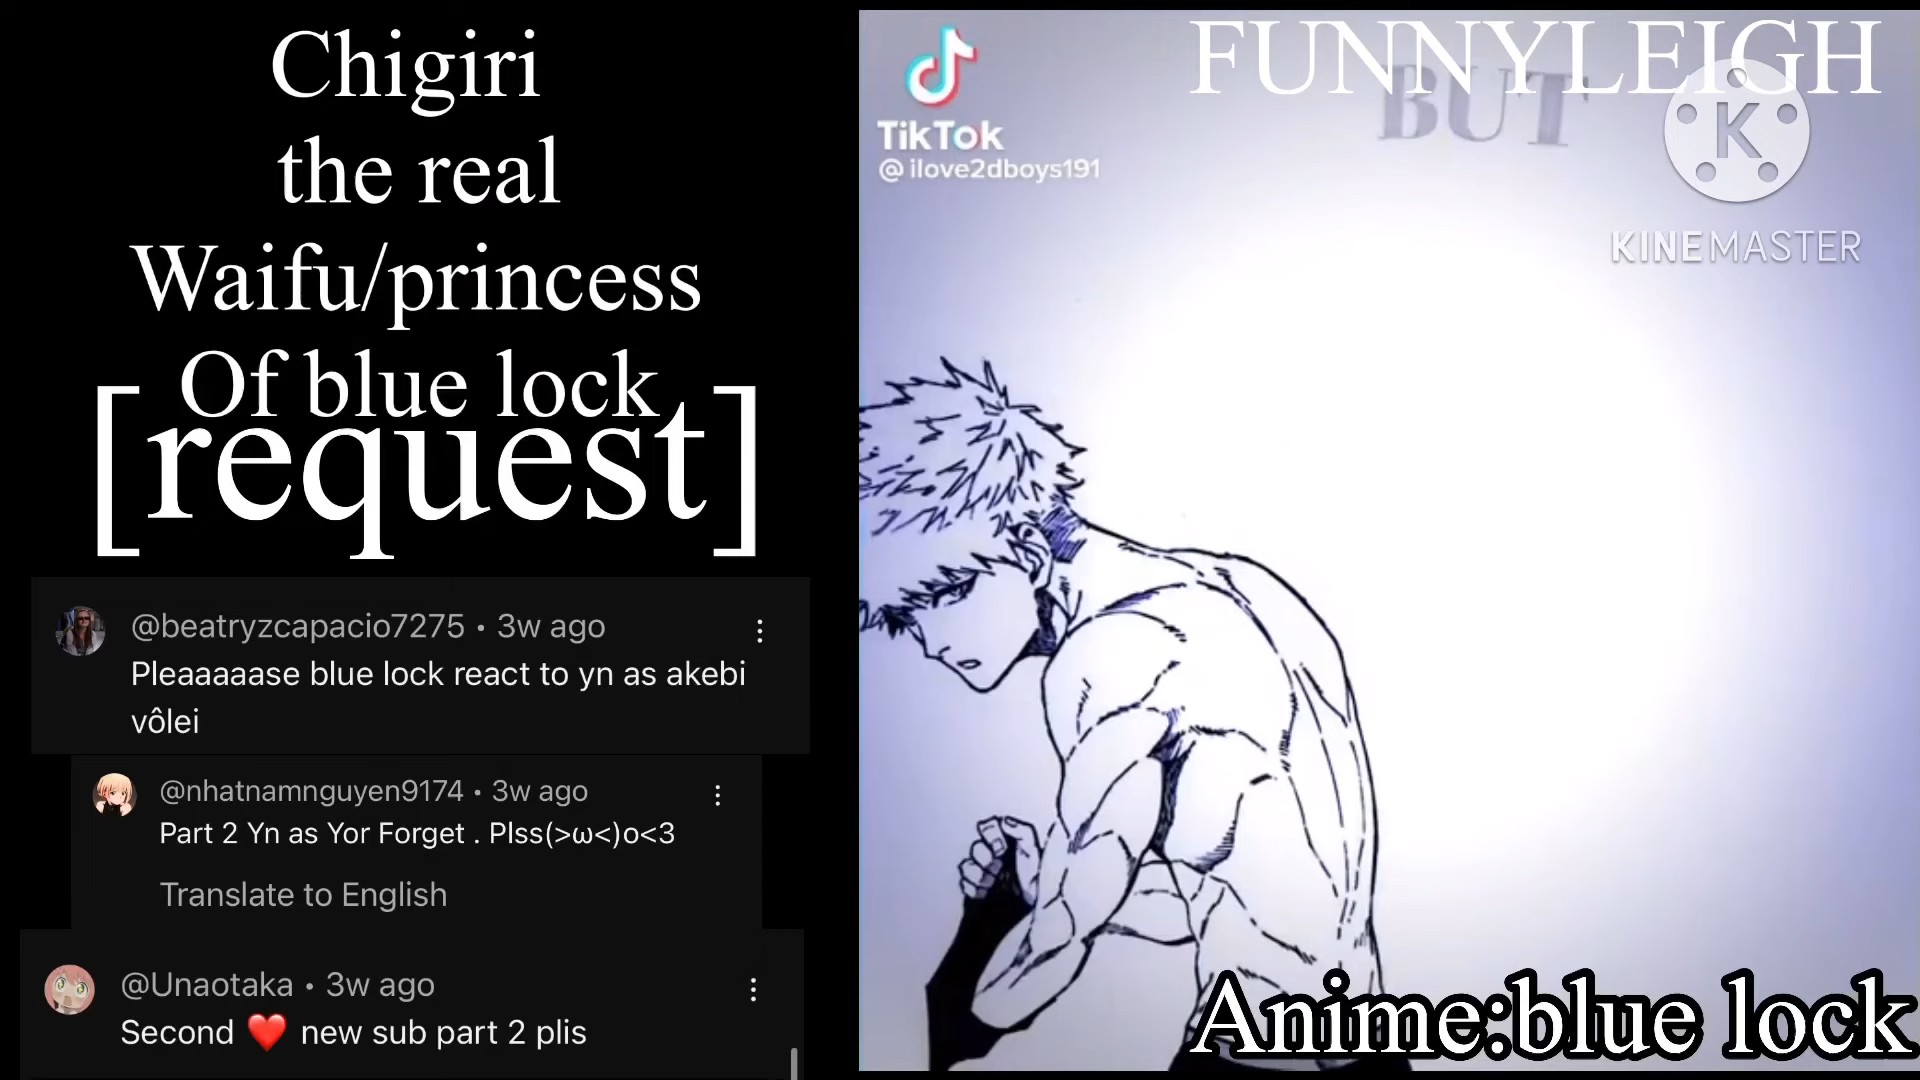 Chigiri
the real
Waifu/princess
Of blue lock
[request]
@beatryzcapacio7275 • 3w ago
Pleaaaaase blue lock react to yn as akebi
vôlei
@nhatnamnguyen9174 • 3w ago
Part 2 Yn as Yor Forget . Plss(>ω<)o<3
Translate to English
@Unaotaka • 3w ago
Second ❤️ new sub part 2 plis
FUNNYLEIGH
BUT
TikTok
@ilove2dboys191
K
KINEMASTER
Anime:blue lock